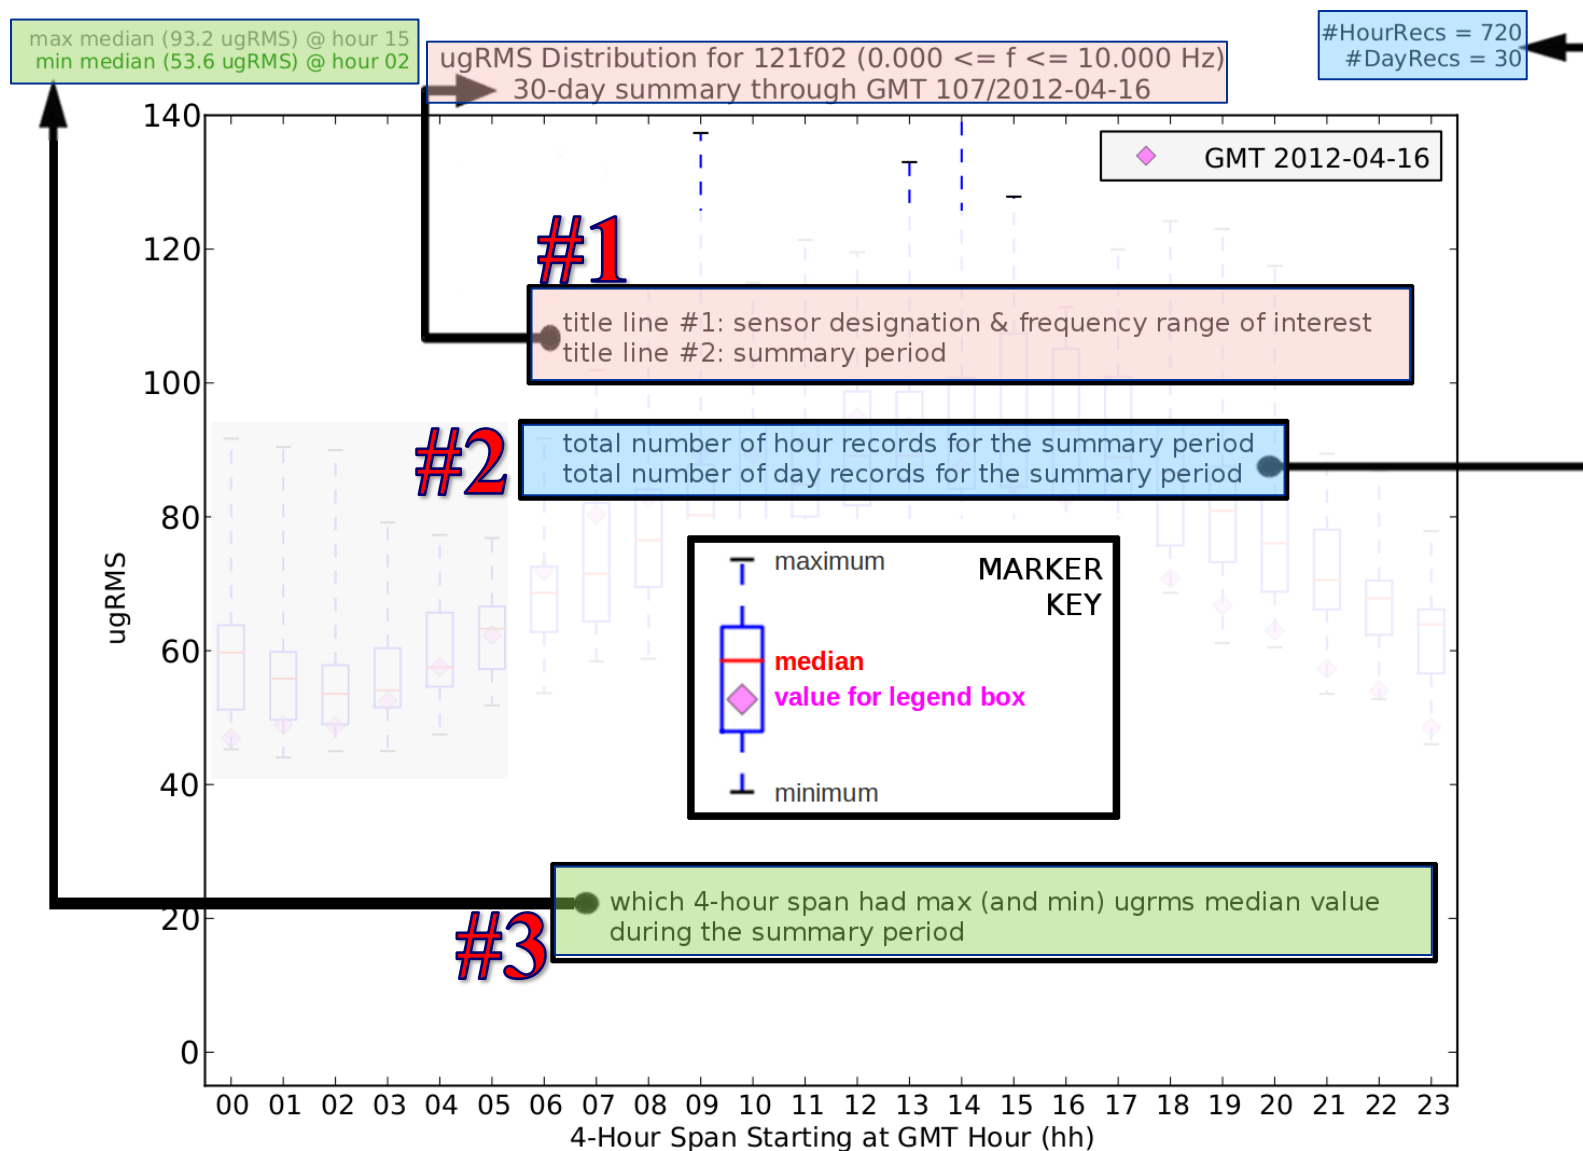 max median (93.2 ugRMS) @ hour 15
min median (53.6 ugRMS) @ hour 02
ugRMS Distribution for 121f02 (0.000 <= f <= 10.000 Hz)
30-day summary through GMT 107/2012-04-16
#HourRecs = 720
#DayRecs = 30
GMT 2012-04-16
#1
title line #1: sensor designation & frequency range of interest
title line #2: summary period
#2
total number of hour records for the summary period
total number of day records for the summary period
MARKER
KEY
maximum
median
value for legend box
minimum
#3
which 4-hour span had max (and min) ugrms median value
during the summary period
140
120
100
80
60
40
20
0
ugRMS
00 01 02 03 04 05 06 07 08 09 10 11 12 13 14 15 16 17 18 19 20 21 22 23
4-Hour Span Starting at GMT Hour (hh)